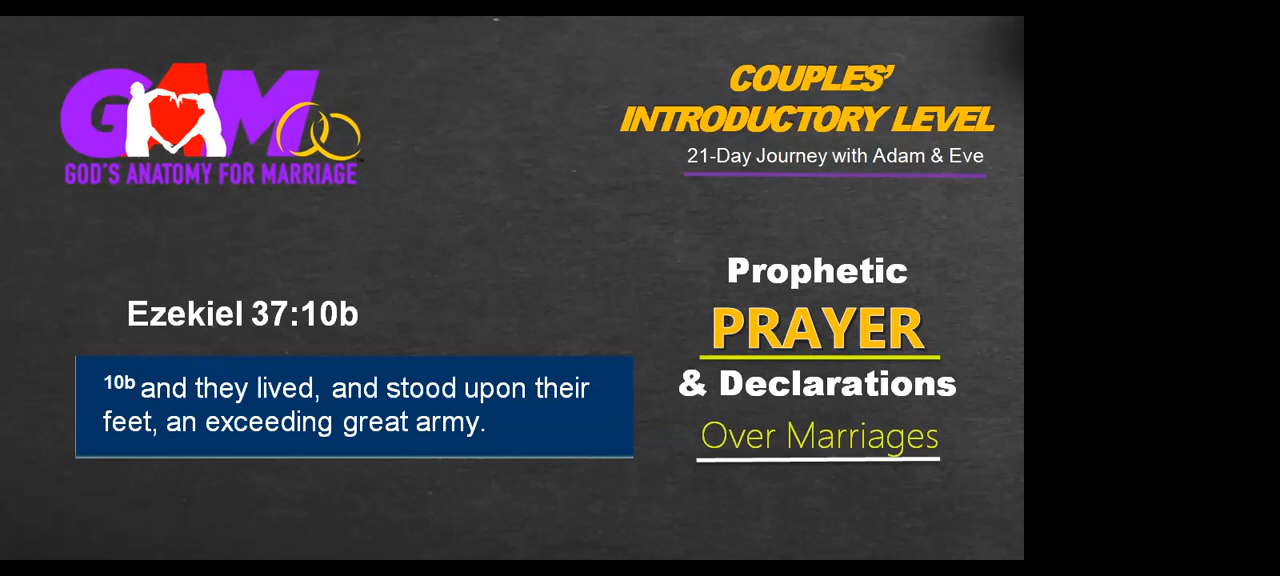 GAM
GOD'S ANATOMY FOR MARRIAGE
COUPLES'
INTRODUCTORY LEVEL
21-Day Journey with Adam & Eve
Ezekiel 37:10b
10b and they lived, and stood upon their
feet, an exceeding great army.
Prophetic
PRAYER
& Declarations
Over Marriages